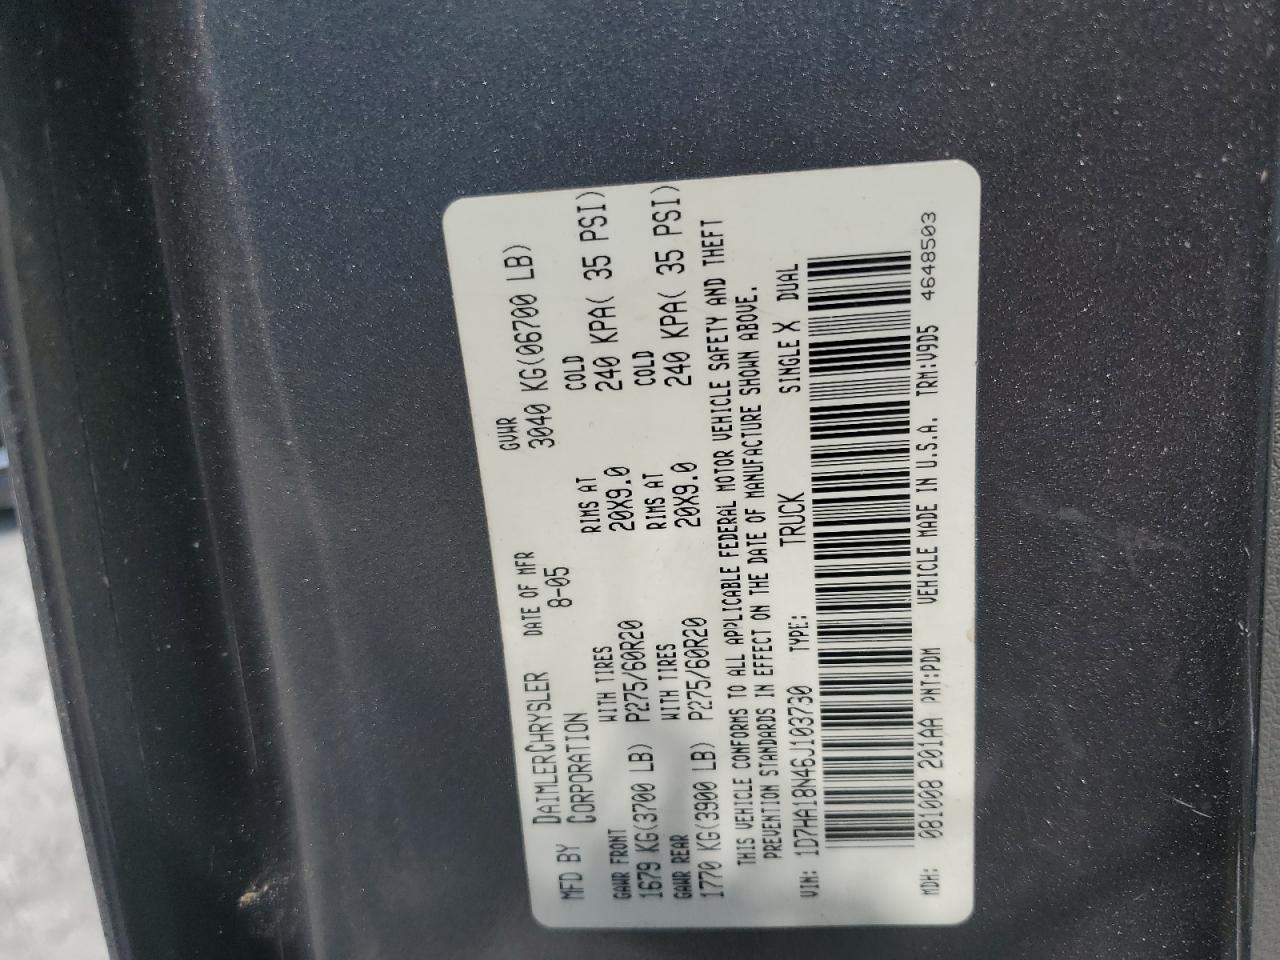 MFD BY DAIMLERCHRYSLER CORPORATION DATE OF MFR 8-05 GVWR 3040 KG(06700 LB)
GAWR FRONT WITH TIRES RIMS AT COLD
1679 KG(3700 LB) P275/60R20 20X9.0 240 KPA( 35 PSI)
GAWR REAR WITH TIRES RIMS AT COLD
1770 KG(3900 LB) P275/60R20 20X9.0 240 KPA( 35 PSI)
THIS VEHICLE CONFORMS TO ALL APPLICABLE FEDERAL MOTOR VEHICLE SAFETY AND THEFT
PREVENTION STANDARDS IN EFFECT ON THE DATE OF MANUFACTURE SHOWN ABOVE.
VIN: 1D7HA18N46J103730 TYPE: TRUCK SINGLE X DUAL
MDH: 081008 201AA PNT:PDM VEHICLE MADE IN U.S.A. TRM:V9D5 4648503